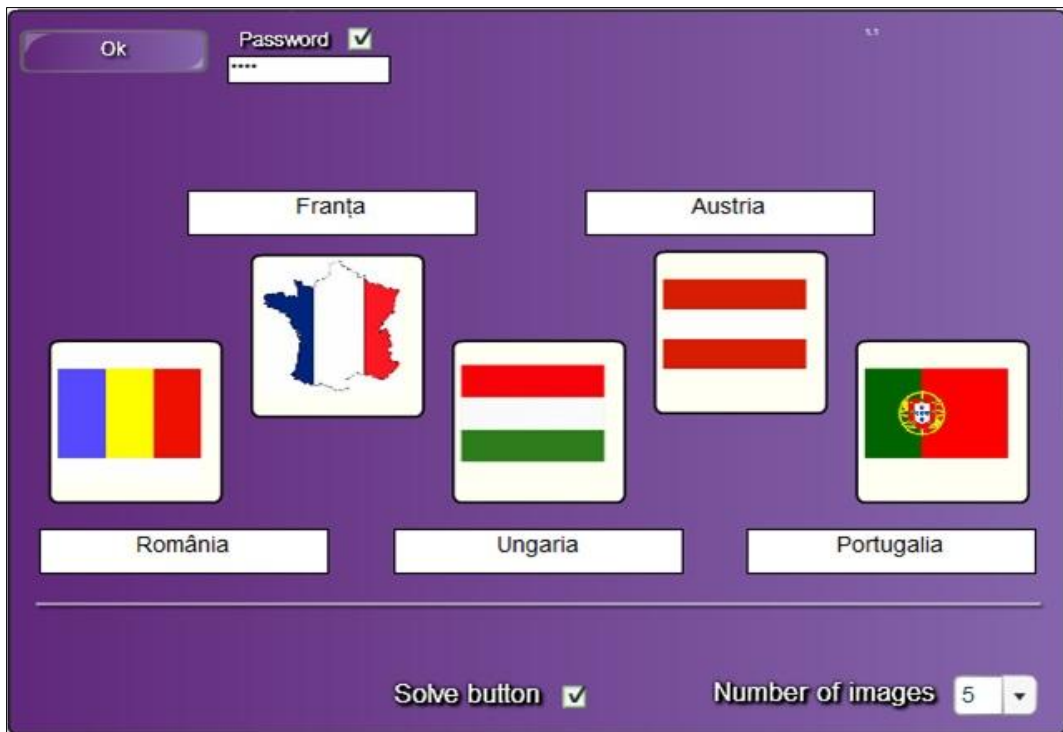 Ok
Password
****
Franța
Austria
România
Ungaria
Portugalia
Solve button
Number of images
5